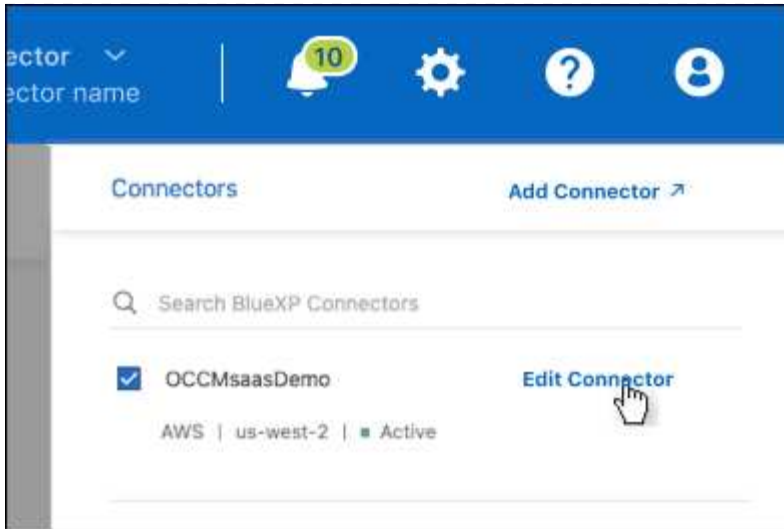 ector
ector name
10
Connectors Add Connector
Search BlueXP Connectors
OCCMsaasDemo Edit Connector
AWS | us-west-2 | Active